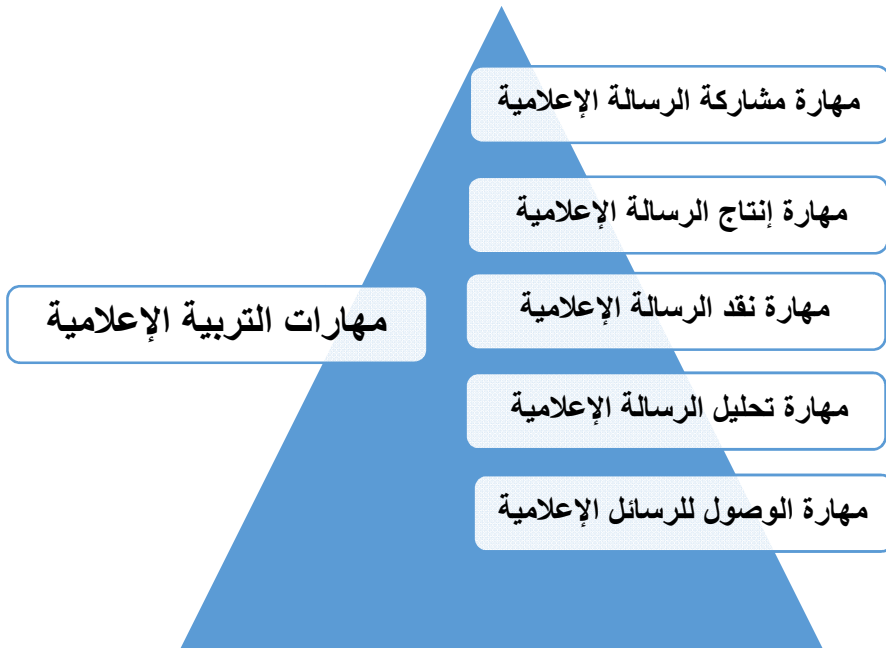 مهارة مشاركة الرسالة الإعلامية
مهارة إنتاج الرسالة الإعلامية
مهارة نقد الرسالة الإعلامية
مهارات التربية الإعلامية
مهارة تحليل الرسالة الإعلامية
مهارة الوصول للرسائل الإعلامية